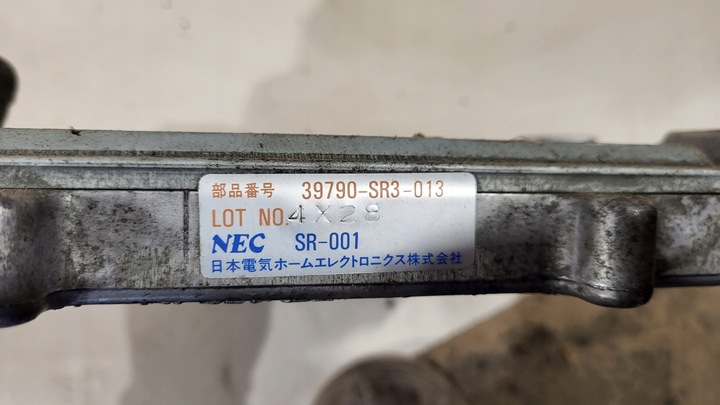 部品番号 39790-SR3-013
LOT NO. 4X28
NEC SR-001
日本電気ホームエレクトロニクス株式会社